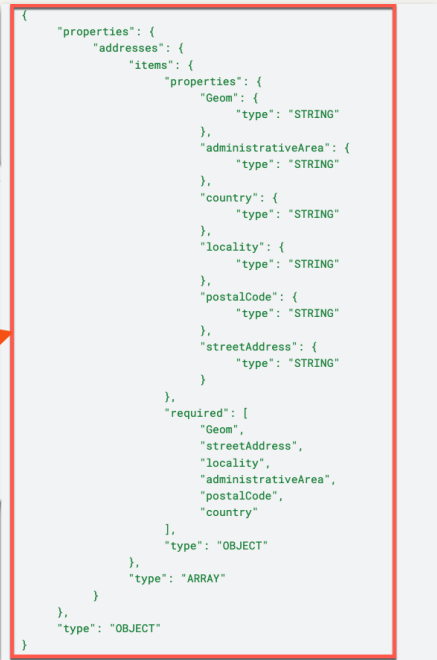 {
"properties": {
"addresses": {
"items": {
"properties": {
"Geom": {
"type": "STRING"
},
"administrativeArea": {
"type": "STRING"
},
"country": {
"type": "STRING"
},
"locality": {
"type": "STRING"
},
"postalCode": {
"type": "STRING"
},
"streetAddress": {
"type": "STRING"
}
},
"required": [
"Geom",
"streetAddress",
"locality",
"administrativeArea",
"postalCode",
"country"
],
"type": "OBJECT"
},
"type": "ARRAY"
}
},
"type": "OBJECT"
}